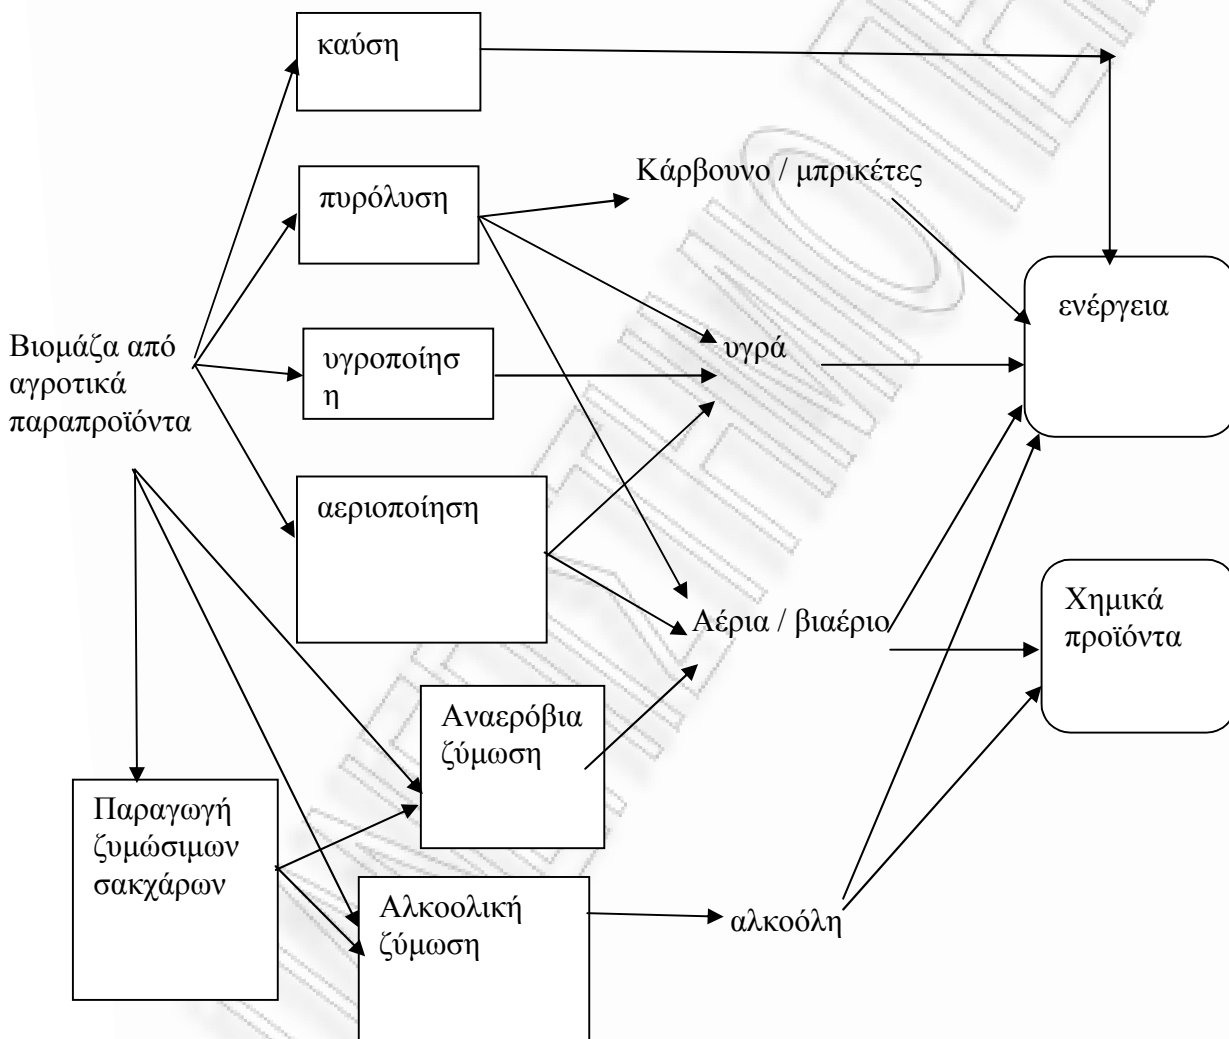 καύση
πυρόλυση
Κάρβουνο / μπρικέτες
ενέργεια
Βιομάζα από
αγροτικά
παραπροϊόντα
υγροποίησ
η
υγρά
αεριοποίηση
Αέρια / βιαέριο
Χημικά
προϊόντα
Αναερόβια
ζύμωση
Παραγωγή
ζυμώσιμων
σακχάρων
Αλκοολική
ζύμωση
αλκοόλη